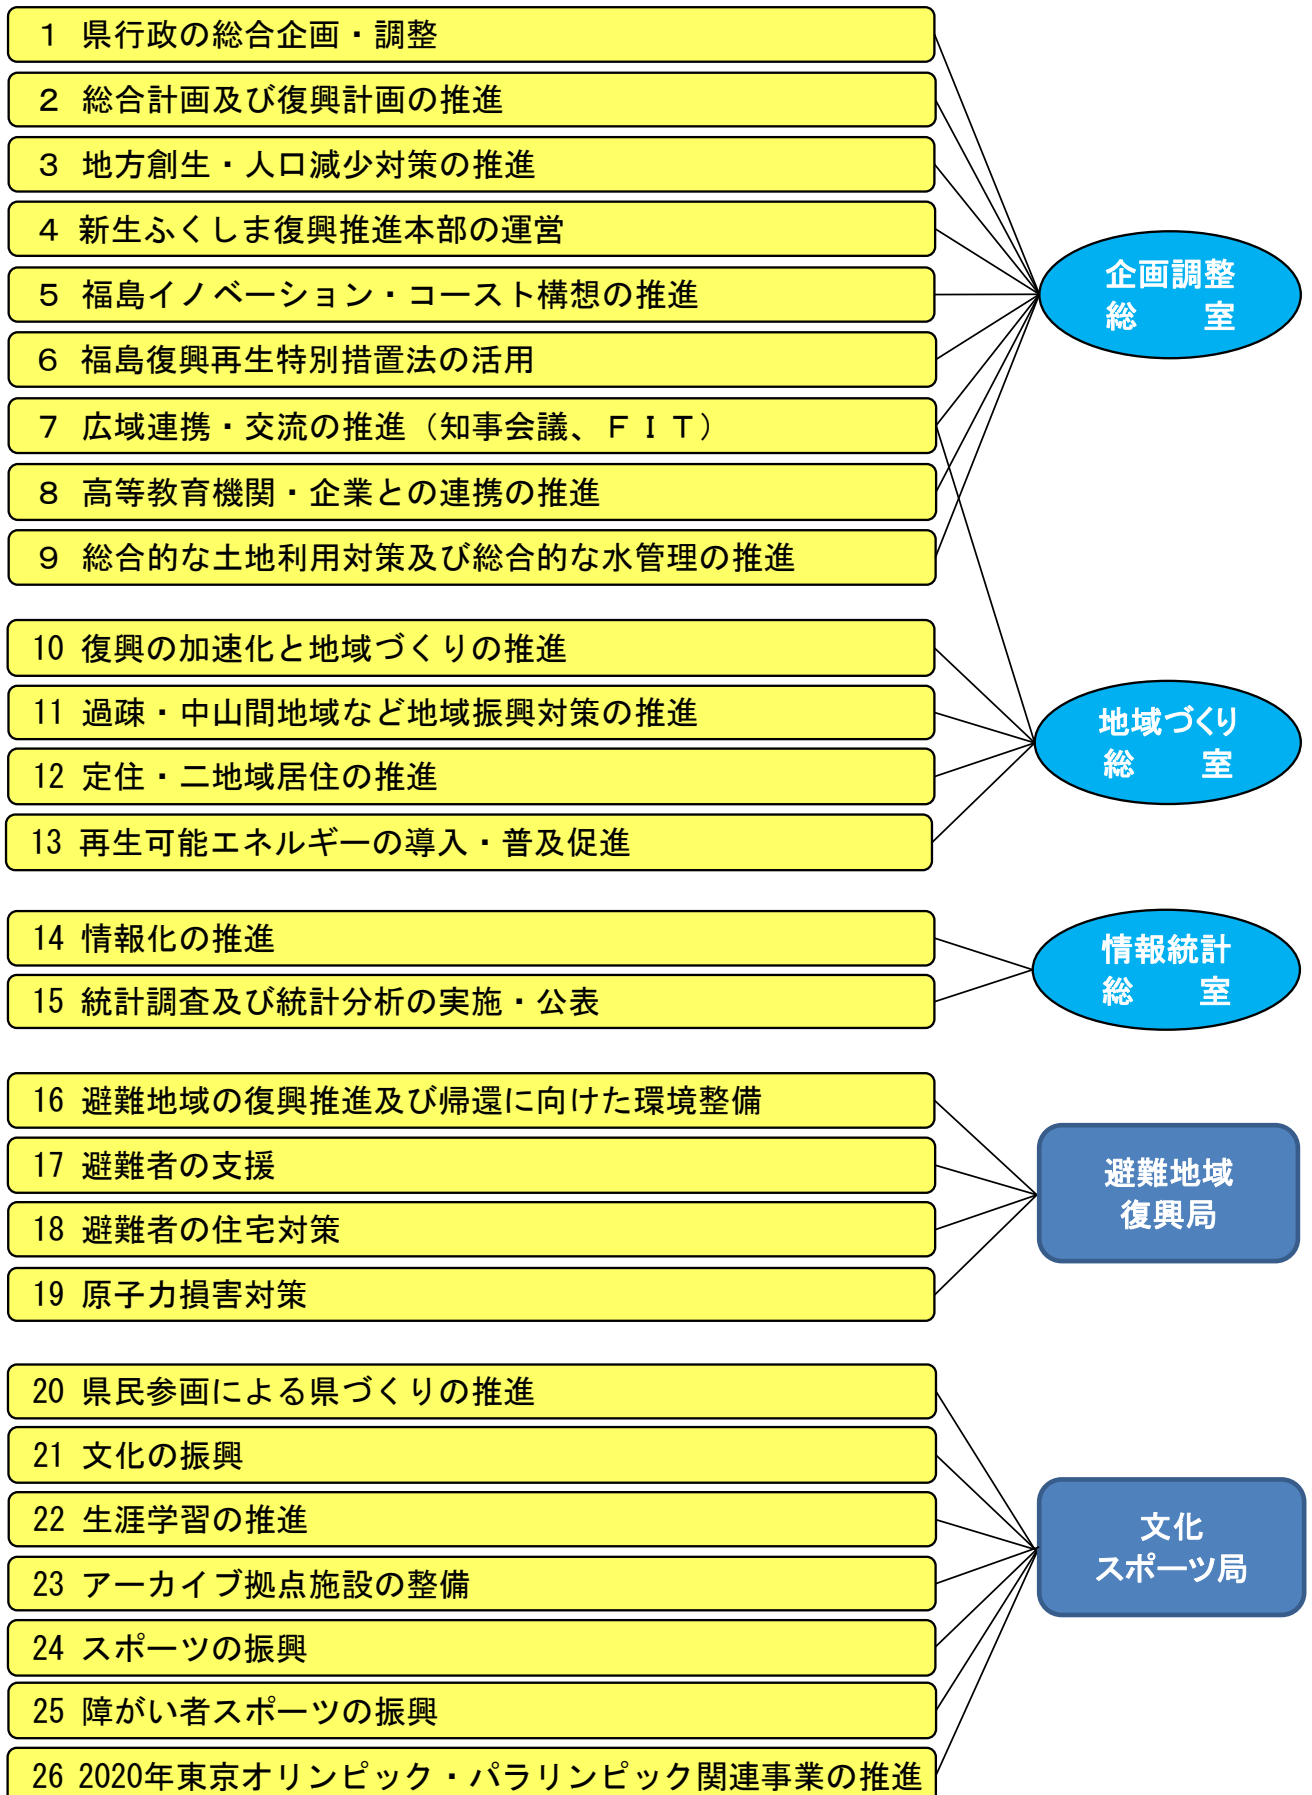 1 県行政の総合企画・調整
2 総合計画及び復興計画の推進
3 地方創生・人口減少対策の推進
4 新生ふくしま復興推進本部の運営
5 福島イノベーション・コースト構想の推進
6 福島復興再生特別措置法の活用
7 広域連携・交流の推進（知事会議、ＦＩＴ）
8 高等教育機関・企業との連携の推進
9 総合的な土地利用対策及び総合的な水管理の推進
企画調整
総　　室
10 復興の加速化と地域づくりの推進
11 過疎・中山間地域など地域振興対策の推進
12 定住・二地域居住の推進
13 再生可能エネルギーの導入・普及促進
地域づくり
総　　室
14 情報化の推進
15 統計調査及び統計分析の実施・公表
情報統計
総　　室
16 避難地域の復興推進及び帰還に向けた環境整備
17 避難者の支援
18 避難者の住宅対策
19 原子力損害対策
避難地域
復興局
20 県民参画による県づくりの推進
21 文化の振興
22 生涯学習の推進
23 アーカイブ拠点施設の整備
24 スポーツの振興
25 障がい者スポーツの振興
26 2020年東京オリンピック・パラリンピック関連事業の推進
文化
スポーツ局